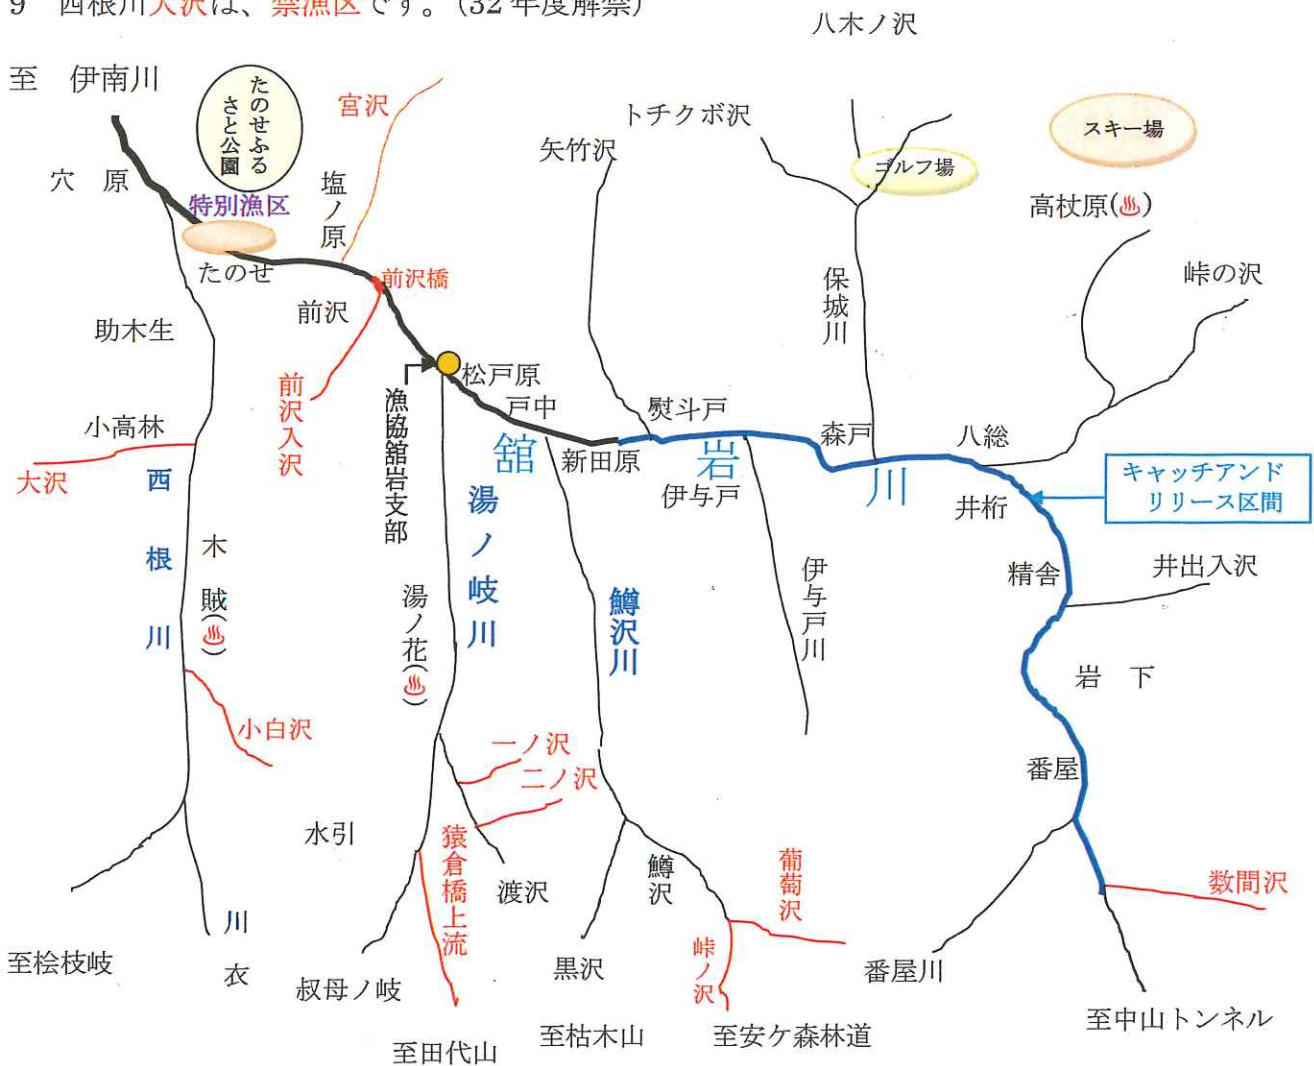 9 西根川大沢は、禁漁区です。(32年度解禁)
八木ノ沢
至 伊南川
たのせふる
さと公園
宮沢
トチクボ沢
スキー場
矢竹沢
ゴルフ場
穴原
特別漁区
塩ノ原
高杖原(♨)
たのせ
前沢橋
峠の沢
保城川
前沢
助木生
松戸原
前沢入沢
漁協舘岩支部
戸中
熨斗戸
森戸
八総
小高林
舘岩川
新田原
大沢
伊与戸
井桁
キャッチアンド
リリース区間
西根川
湯ノ岐川
木賊(♨)
湯ノ花(♨)
鱒沢川
伊与戸川
精舎
井出入沢
岩下
小白沢
一ノ沢
二ノ沢
番屋
水引
猿倉橋上流
渡沢
鱒沢
葡萄沢
数間沢
川衣
峠ノ沢
至桧枝岐
叔母ノ岐
黒沢
番屋川
至田代山
至枯木山
至安ケ森林道
至中山トンネル